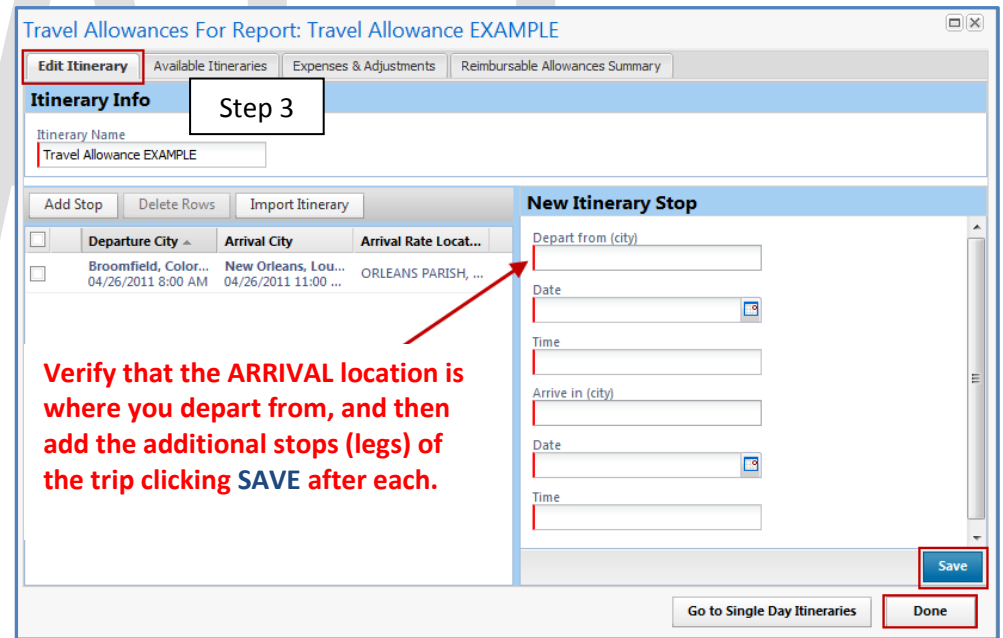 Travel Allowances For Report: Travel Allowance EXAMPLE
Edit Itinerary Available Itineraries Expenses & Adjustments Reimbursable Allowances Summary
Itinerary Info
Step 3
Itinerary Name
Travel Allowance EXAMPLE
Add Stop Delete Rows Import Itinerary
Departure City Arrival City Arrival Rate Locat...
Broomfield, Color... New Orleans, Lou... ORLEANS PARISH, ...
04/26/2011 8:00 AM 04/26/2011 11:00 ...
Verify that the ARRIVAL location is
where you depart from, and then
add the additional stops (legs) of
the trip clicking SAVE after each.
New Itinerary Stop
Depart from (city)
Date
Time
Arrive in (city)
Date
Time
Save
Go to Single Day Itineraries Done